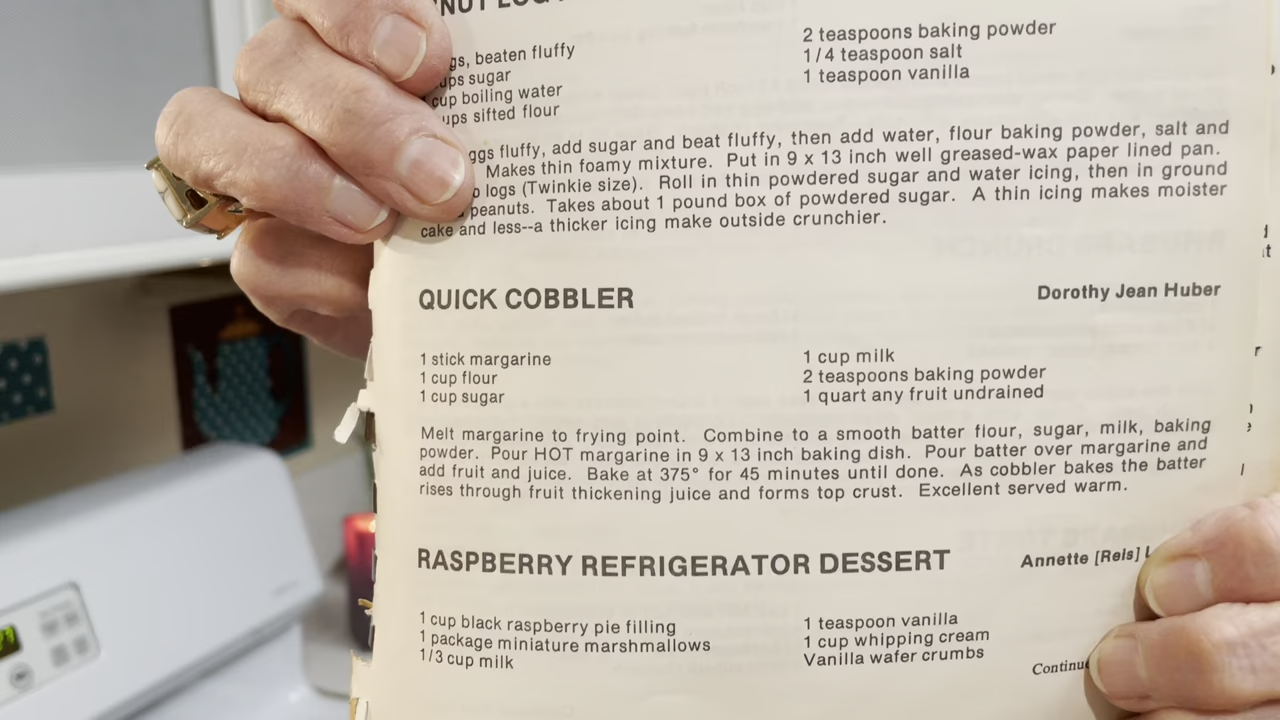 NUT LOG
2 teaspoons baking powder
gs, beaten fluffy
1/4 teaspoon salt
ups sugar
1 teaspoon vanilla
cup boiling water
ups sifted flour
ggs fluffy, add sugar and beat fluffy, then add water, flour baking powder, salt and
Makes thin foamy mixture. Put in 9 x 13 inch well greased-wax paper lined pan.
o logs (Twinkie size). Roll in thin powdered sugar and water icing, then in ground
peanuts. Takes about 1 pound box of powdered sugar. A thin icing makes moister
cake and less--a thicker icing make outside crunchier.
QUICK COBBLER
Dorothy Jean Huber
1 stick margarine
1 cup milk
1 cup flour
2 teaspoons baking powder
1 cup sugar
1 quart any fruit undrained
Melt margarine to frying point. Combine to a smooth batter flour, sugar, milk, baking
powder. Pour HOT margarine in 9 x 13 inch baking dish. Pour batter over margarine and
add fruit and juice. Bake at 375° for 45 minutes until done. As cobbler bakes the batter
rises through fruit thickening juice and forms top crust. Excellent served warm.
RASPBERRY REFRIGERATOR DESSERT
Annette [Reis] L
1 cup black raspberry pie filling
1 teaspoon vanilla
1 package miniature marshmallows
1 cup whipping cream
1/3 cup milk
Vanilla wafer crumbs
Continue